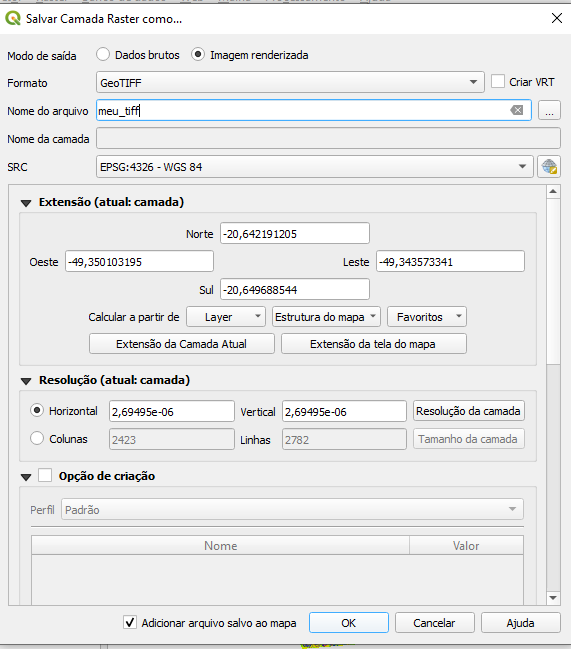 Salvar Camada Raster como...
Modo de saída Dados brutos Imagem renderizada
Formato GeoTIFF Criar VRT
Nome do arquivo meu_tiff ...
Nome da camada
SRC EPSG:4326 - WGS 84
Extensão (atual: camada)
Norte -20,642191205
Oeste -49,350103195 Leste -49,343573341
Sul -20,649688544
Calcular a partir de Layer Estrutura do mapa Favoritos
Extensão da Camada Atual Extensão da tela do mapa
Resolução (atual: camada)
Horizontal 2,69495e-06 Vertical 2,69495e-06 Resolução da camada
Colunas 2423 Linhas 2782 Tamanho da camada
Opção de criação
Perfil Padrão
Nome Valor
Adicionar arquivo salvo ao mapa OK Cancelar Ajuda